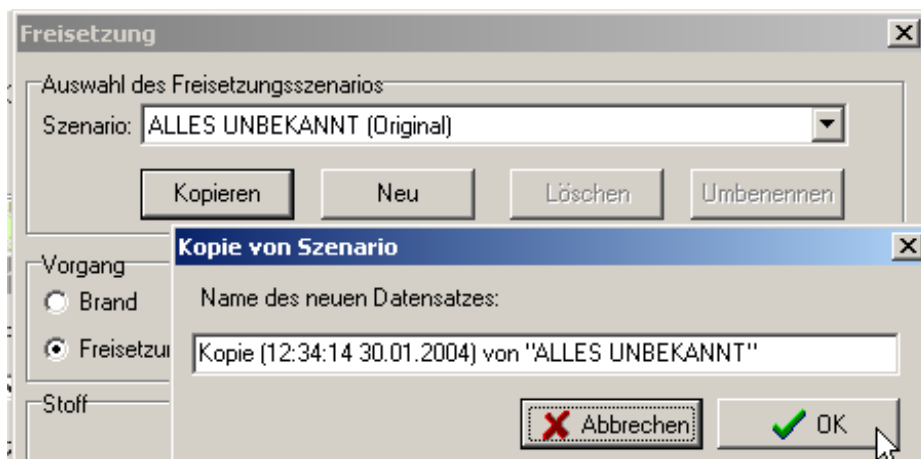 Freisetzung
Auswahl des Freisetzungsszenarios
Szenario: ALLES UNBEKANNT (Original)
Kopieren Neu Löschen Umbenennen
Kopie von Szenario
Vorgang
Name des neuen Datensatzes:
Brand
Kopie (12:34:14 30.01.2004) von "ALLES UNBEKANNT"
Stoff
Abbrechen OK